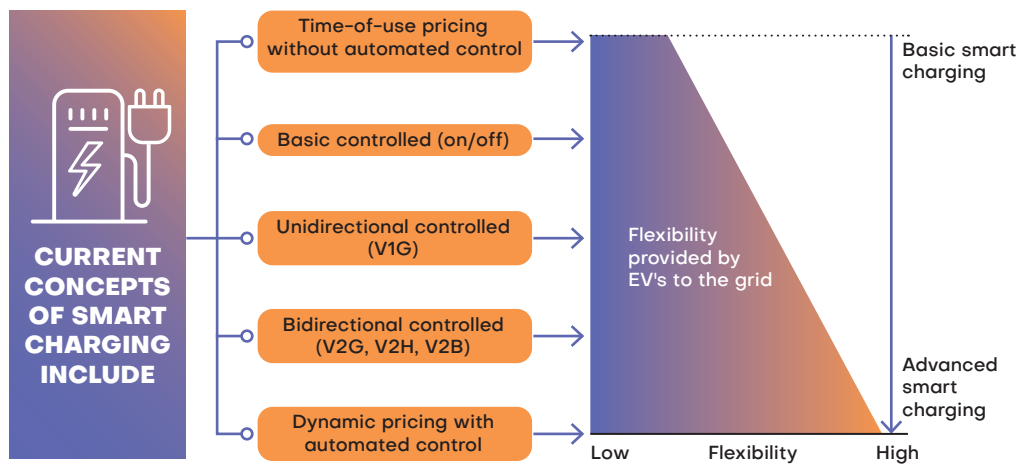 CURRENT
CONCEPTS
OF SMART
CHARGING
INCLUDE
Time-of-use pricing
without automated control
Basic controlled (on/off)
Unidirectional controlled
(V1G)
Bidirectional controlled
(V2G, V2H, V2B)
Dynamic pricing with
automated control
Flexibility
provided by
EV's to the grid
Basic smart
charging
Advanced
smart
charging
Low
Flexibility
High